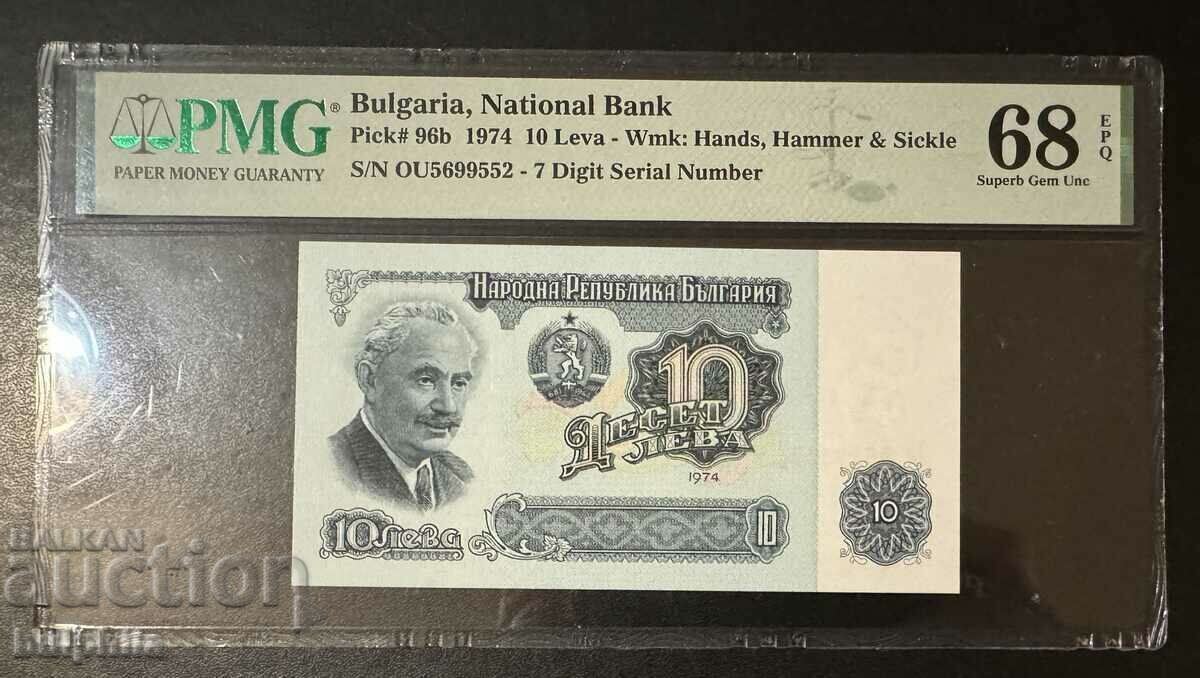 PMG®
PAPER MONEY GUARANTY
Bulgaria, National Bank
Pick# 96b 1974 10 Leva - Wmk: Hands, Hammer & Sickle
S/N OU5699552 - 7 Digit Serial Number
68 EPQ
Superb Gem Unc
Народна Република България
10
Десет
лева
1974
10 лева
10
10
BALKAN
auction